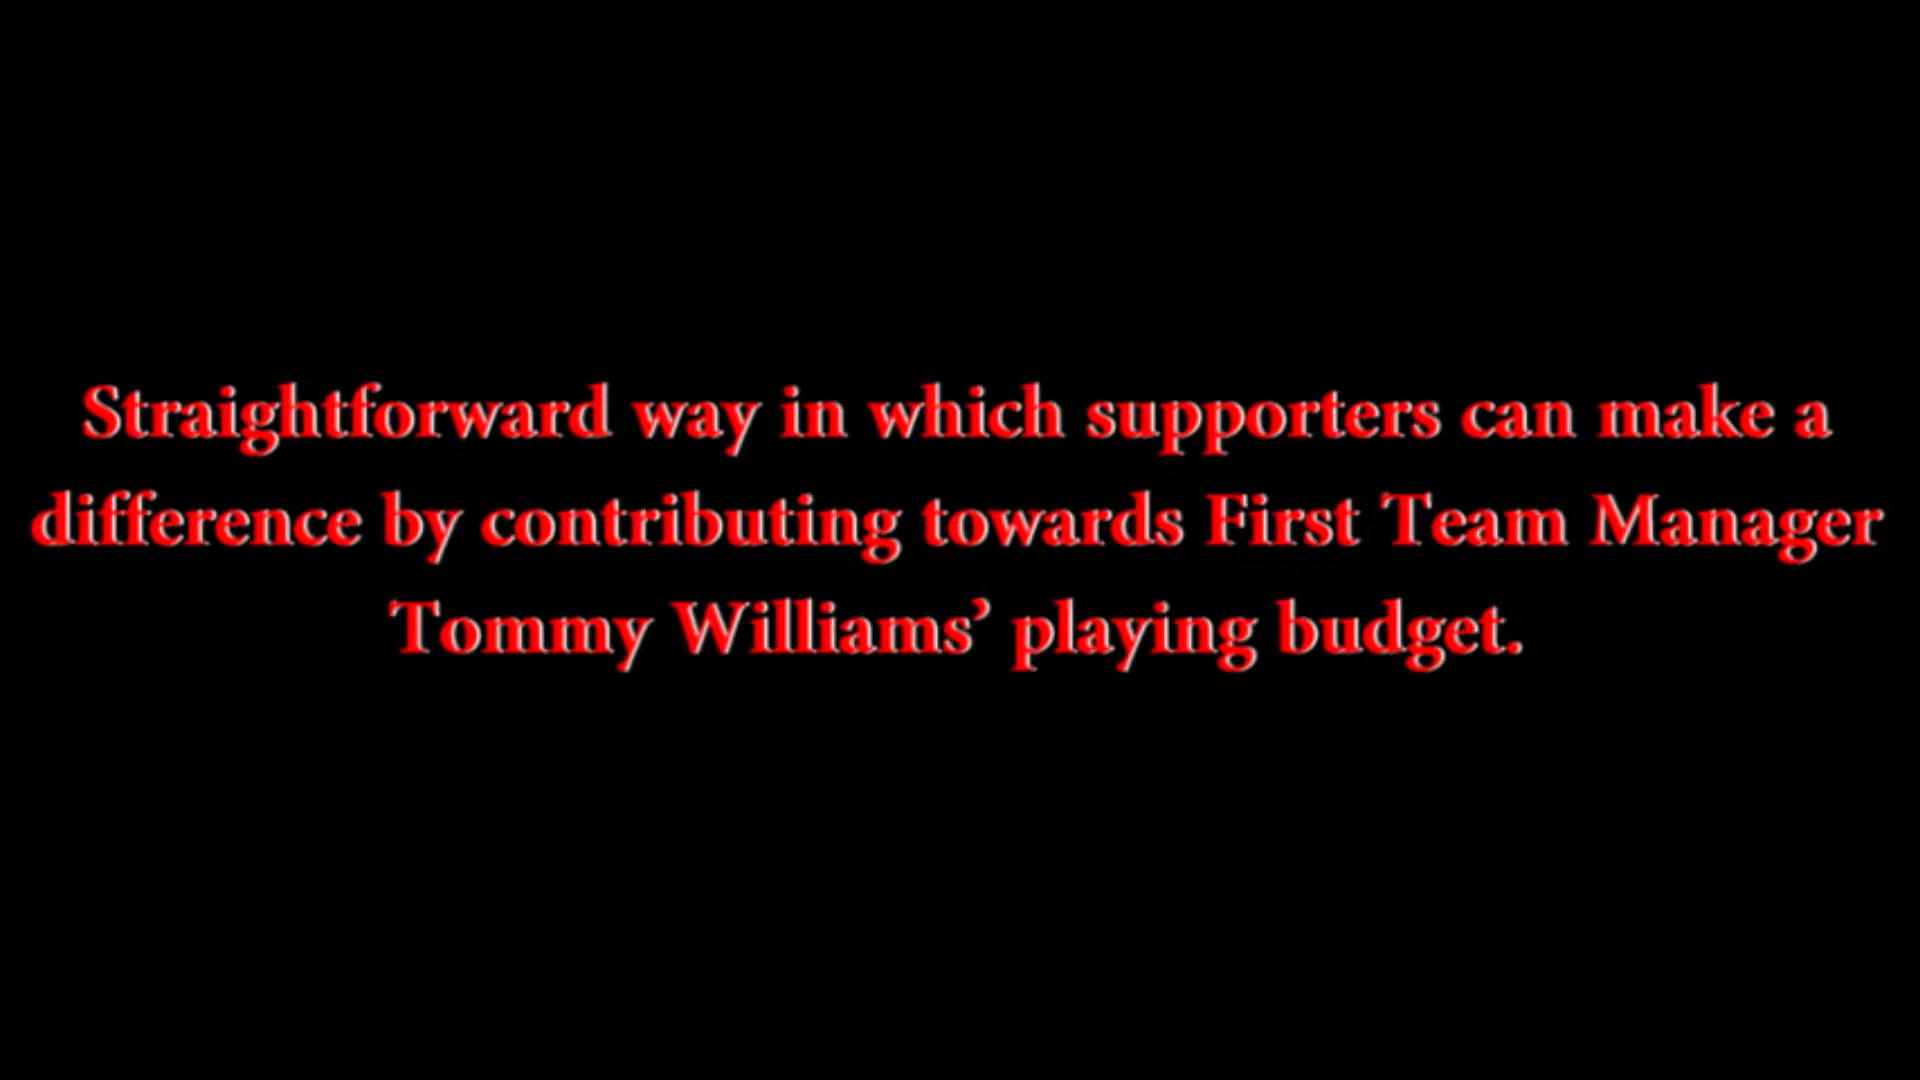 Straightforward way in which supporters can make a
difference by contributing towards First Team Manager
Tommy Williams’ playing budget.